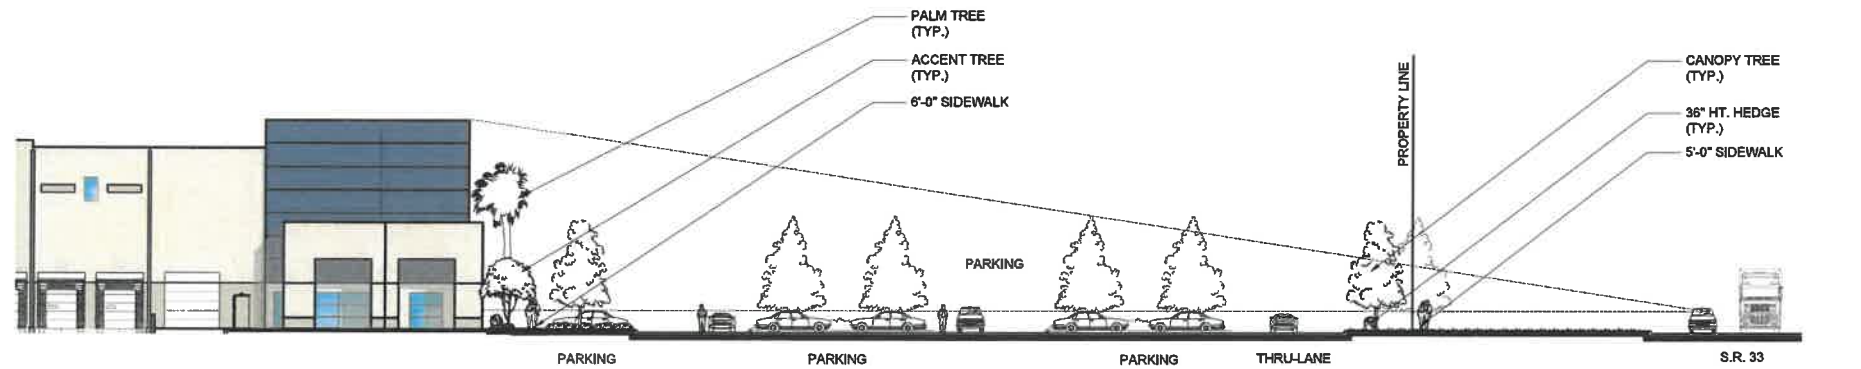 PALM TREE
(TYP.)
ACCENT TREE
(TYP.)
6'-0" SIDEWALK
PROPERTY LINE
CANOPY TREE
(TYP.)
36" HT. HEDGE
(TYP.)
5'-0" SIDEWALK
PARKING
PARKING
PARKING
PARKING
THRU-LANE
S.R. 33